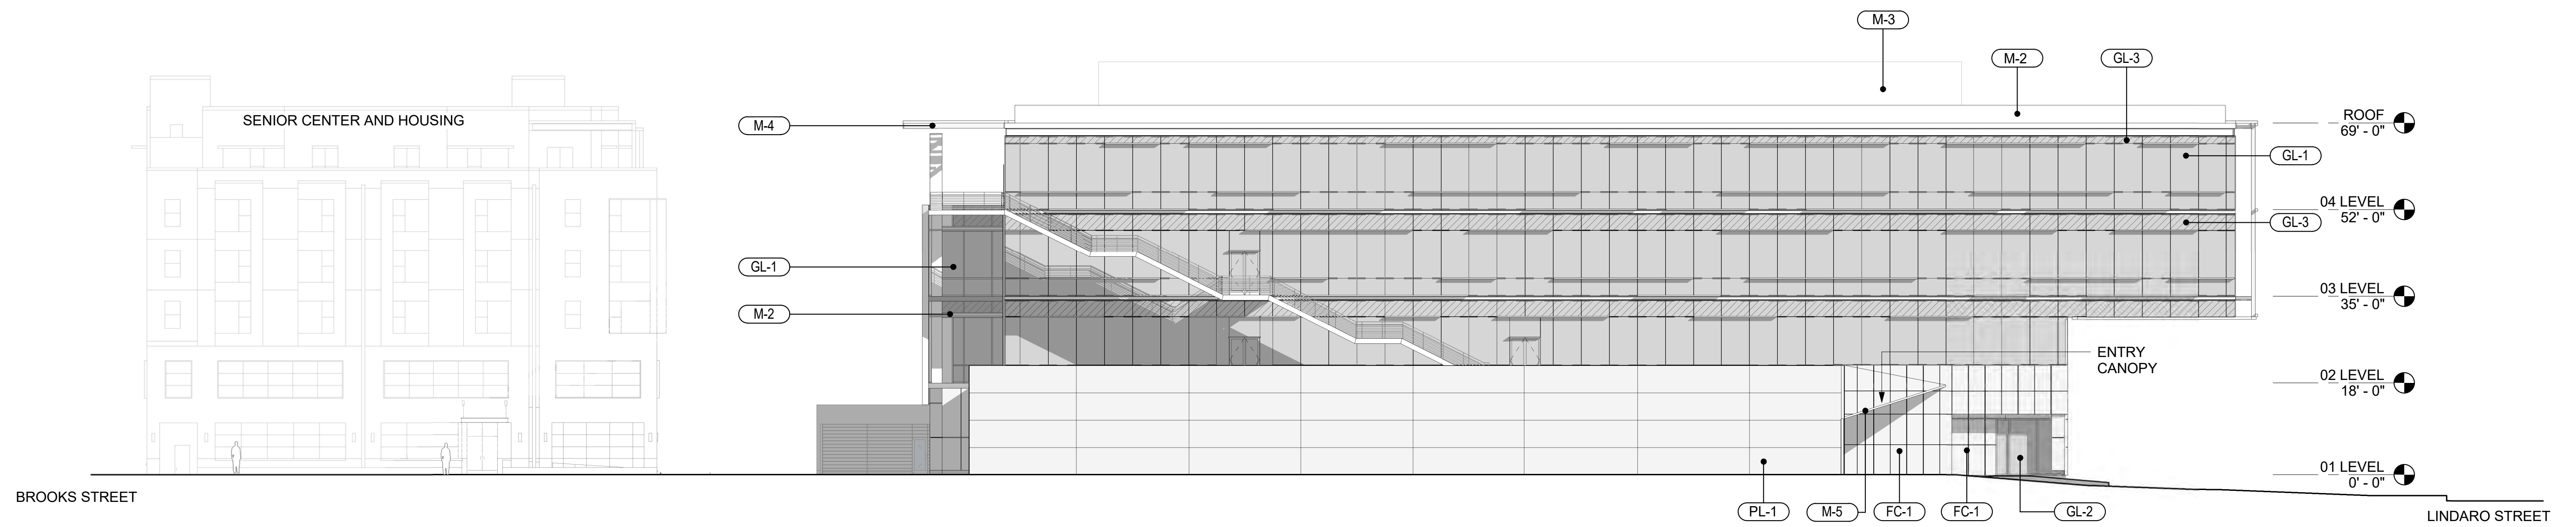 M-3
M-2
GL-3
SENIOR CENTER AND HOUSING
M-4
ROOF
69' - 0"
GL-1
04 LEVEL
52' - 0"
GL-3
GL-1
03 LEVEL
35' - 0"
M-2
ENTRY
CANOPY
02 LEVEL
18' - 0"
01 LEVEL
0' - 0"
BROOKS STREET
PL-1
M-5
FC-1
FC-1
GL-2
LINDARO STREET